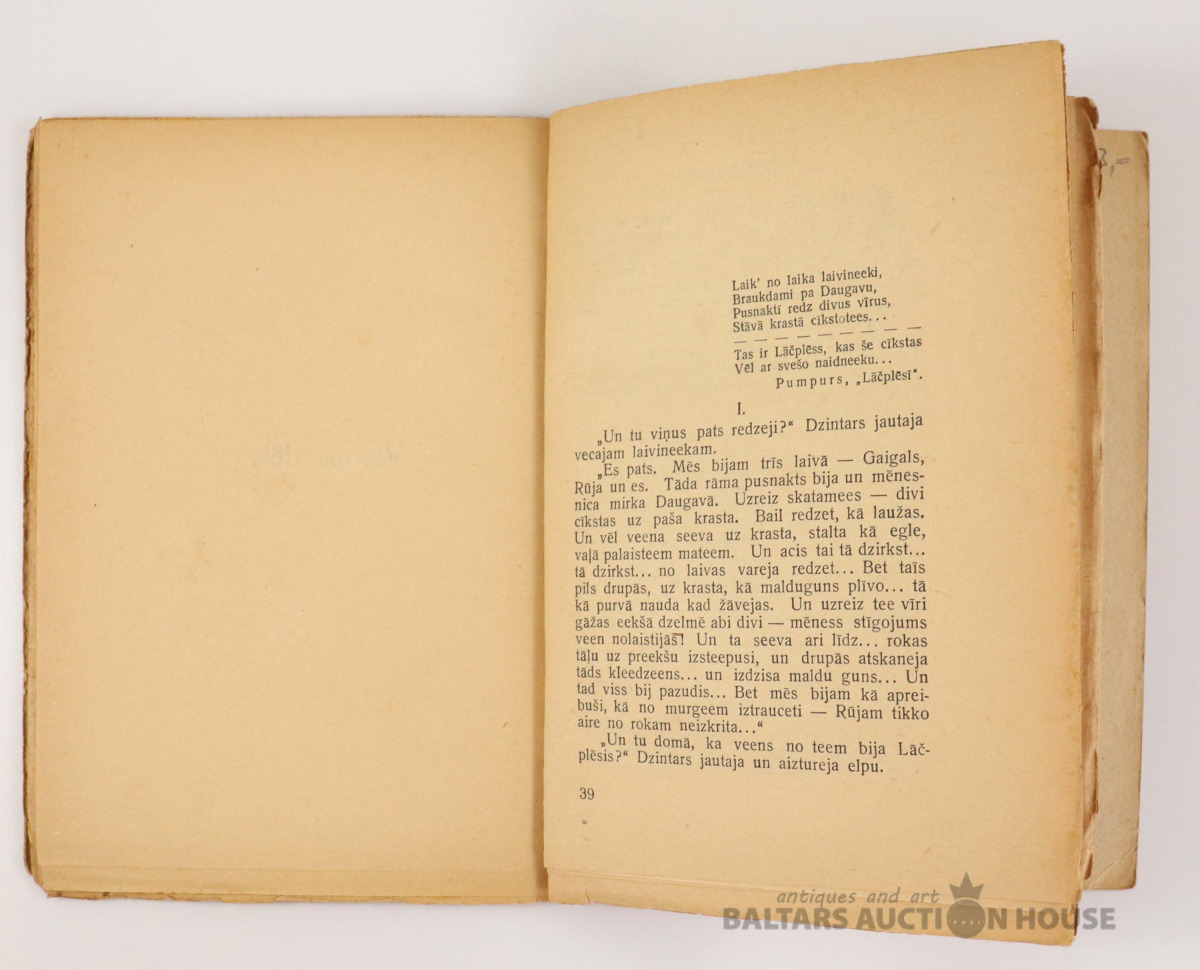 3,=
Laik’ no laika laivineeki,
Braukdami pa Daugavu,
Pusnaktī redz divus vīrus,
Stāvā krastā cīkstotees...
Tas ir Lāčplēss, kas še cīkstas
Vēl ar svešo naidneeku...
Pumpurs, „Lāčplēsī“.
I.
„Un tu viņus pats redzeji?“ Dzintars jautaja
vecajam laivineekam.
„Es pats. Mēs bijam trīs laivā — Gaigals,
Rūja un es. Tāda rāma pusnakts bija un mēnes-
nica mirka Daugavā. Uzreiz skatamees — divi
cīkstas uz paša krasta. Bail redzet, kā laužas.
Un vēl veena seeva uz krasta, stalta kā egle,
vaļā palaisteem mateem. Un acis tai tā dzirkst...
tā dzirkst... no laivas vareja redzet... Bet taīs
pils drupās, uz krasta, kā malduguns plīvo... tā
kā purvā nauda kad žāvejas. Un uzreiz tee vīri
gāžas eekšā dzelmē abi divi — mēness stīgojums
veen nolaistijās! Un ta seeva ari līdz... rokas
tāļu uz preekšu izsteepusi, un drupās atskaneja
tāds kleedzeens... un izdzisa maldu guns... Un
tad viss bij pazudis... Bet mēs bijam kā aprei-
buši, kā no murgeem iztrauceti — Rūjam tikko
aire no rokam neizkrita...“
„Un tu domā, ka veens no teem bija Lāč-
plēsis?“ Dzintars jautaja un aiztureja elpu.
39
antiques and art
BALTARS AUCTION HOUSE